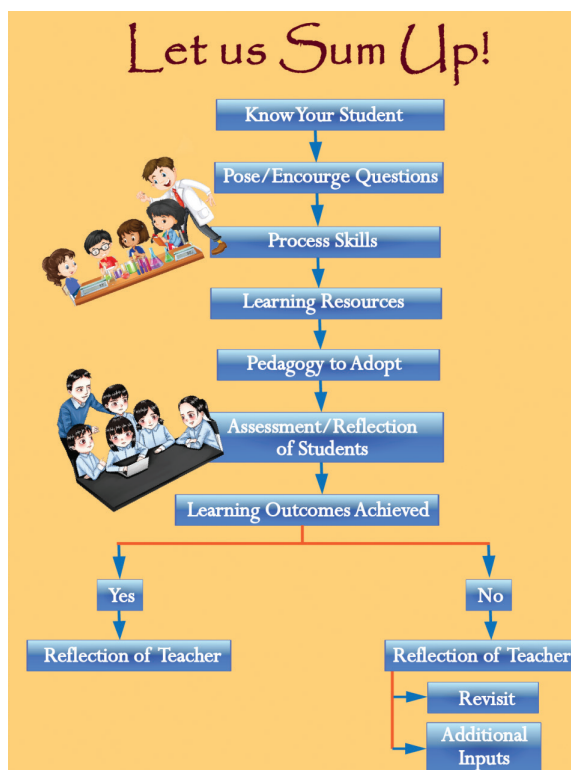 Let us Sum Up!
Know Your Student
Pose/Encourge Questions
Process Skills
Learning Resources
Pedagogy to Adopt
Assessment/Reflection
of Students
Learning Outcomes Achieved
Yes
No
Reflection of Teacher
Reflection of Teacher
Revisit
Additional
Inputs